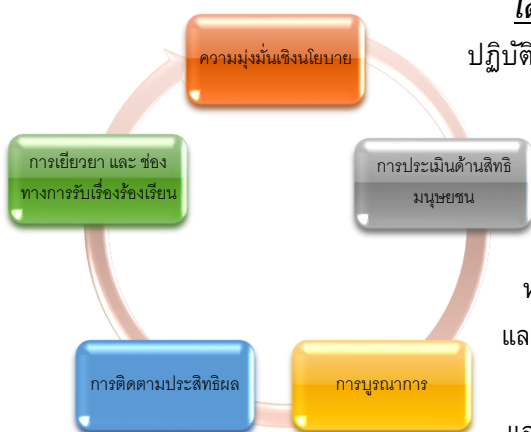 ความมุ่งมั่นเชิงนโยบาย
ปฏิบัติ
การเยียวยา และ ช่อง
ทางการรับเรื่องร้องเรียน
การประเมินด้านสิทธิ
มนุษยชน
แล
การติดตามประสิทธิผล
การบูรณาการ